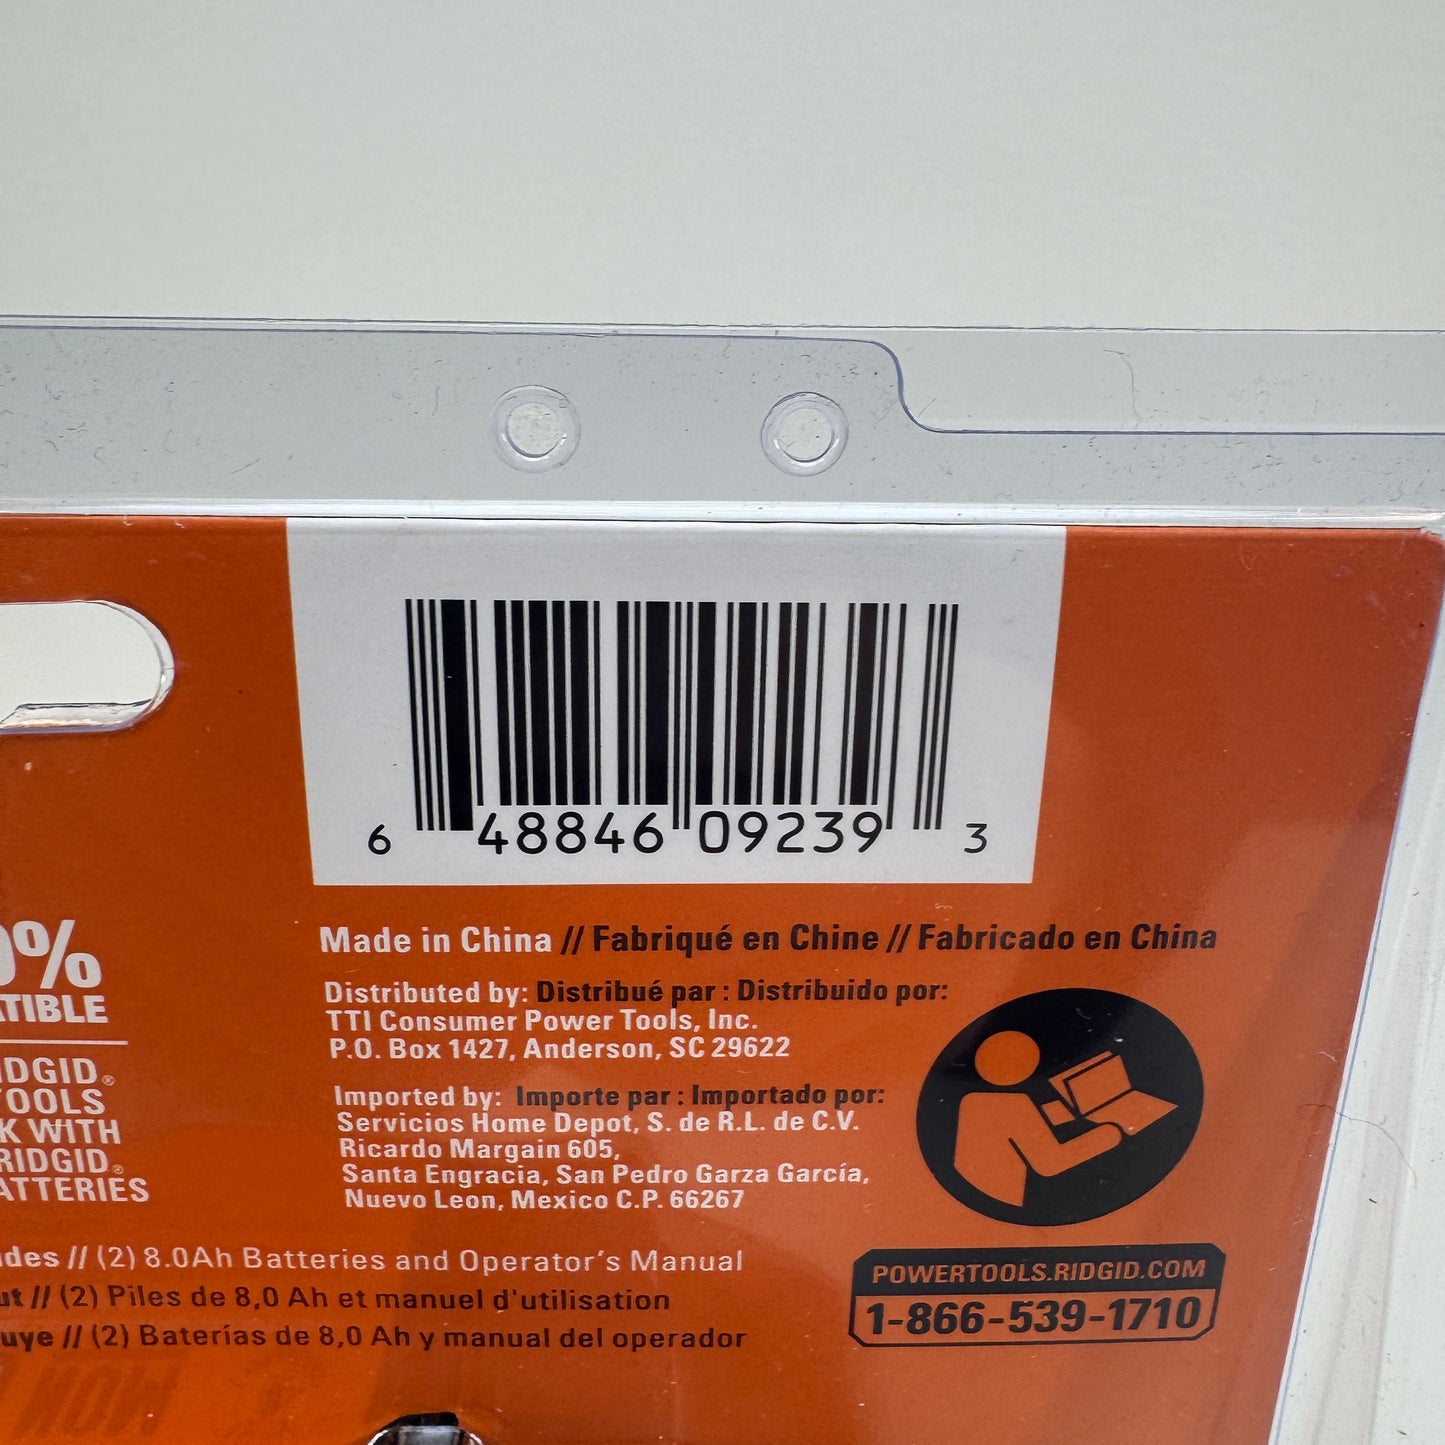 6 48846 09239 3
Made in China // Fabriqué en Chine // Fabricado en China
Distributed by: Distribué par : Distribuido por:
TTI Consumer Power Tools, Inc.
P.O. Box 1427, Anderson, SC 29622
Imported by: Importe par : Importado por:
Servicios Home Depot, S. de R.L. de C.V.
Ricardo Margain 605,
Santa Engracia, San Pedro Garza García,
Nuevo Leon, Mexico C.P. 66267
0%
ATIBLE
IDGID®
TOOLS
K WITH
RIDGID®
ATTERIES
ides // (2) 8.0Ah Batteries and Operator's Manual
ut // (2) Piles de 8,0 Ah et manuel d'utilisation
uye // (2) Baterías de 8,0 Ah y manual del operador
POWERTOOLS.RIDGID.COM
1-866-539-1710
NOW